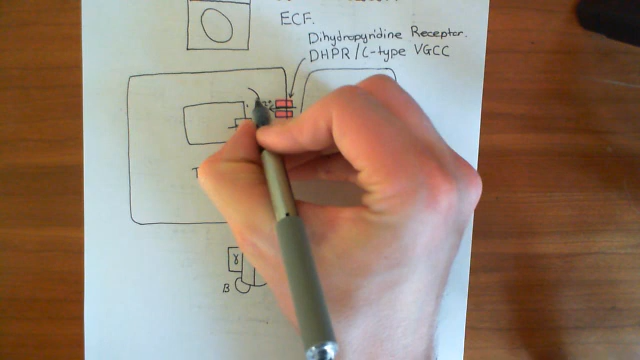 ECF.
Dihydropyridine Receptor.
DHPR/L-type VGCC
T
γ
β